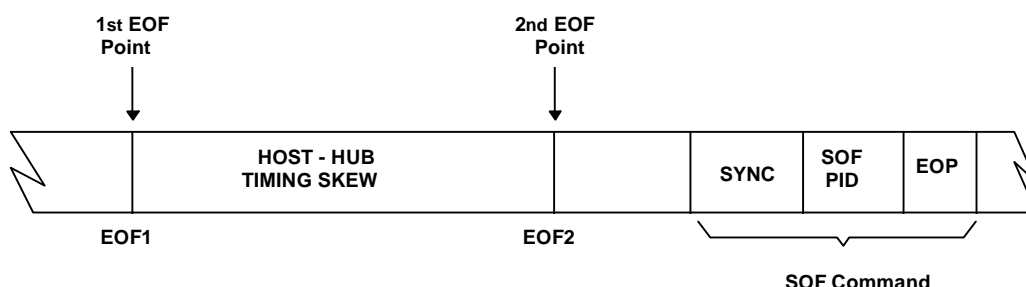 1st EOF
Point
2nd EOF
Point
HOST - HUB
TIMING SKEW
SYNC
SOF
PID
EOP
EOF1
EOF2
SOF Command